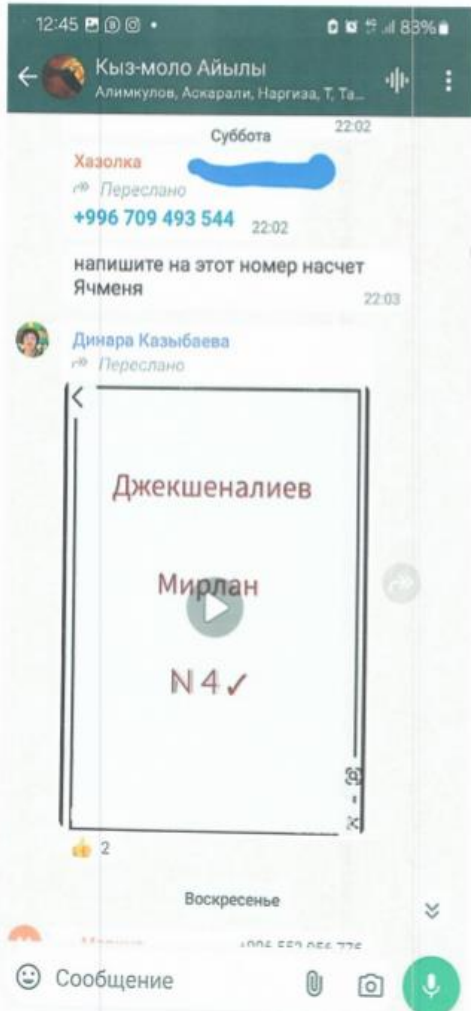 12:45
83%
Кыз-моло Айылы
Алимкулов, Аскарали, Наргиза, Т, Та...
22:02
Суббота
Хазолка
Переслано
+996 709 493 544 22:02
напишите на этот номер насчет
Ячменя
22:03
Динара Казыбаева
Переслано
Джекшеналиев
Мирлан
N 4 ✓
👍 2
Воскресенье
Сообщение